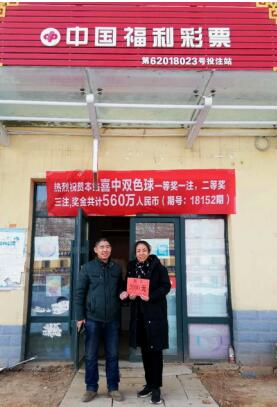 中国福利彩票
第62018023号投注站
热烈祝贺本站喜中双色球一等奖一注，二等奖
三注，奖金共计560万人民币（期号：18152期）